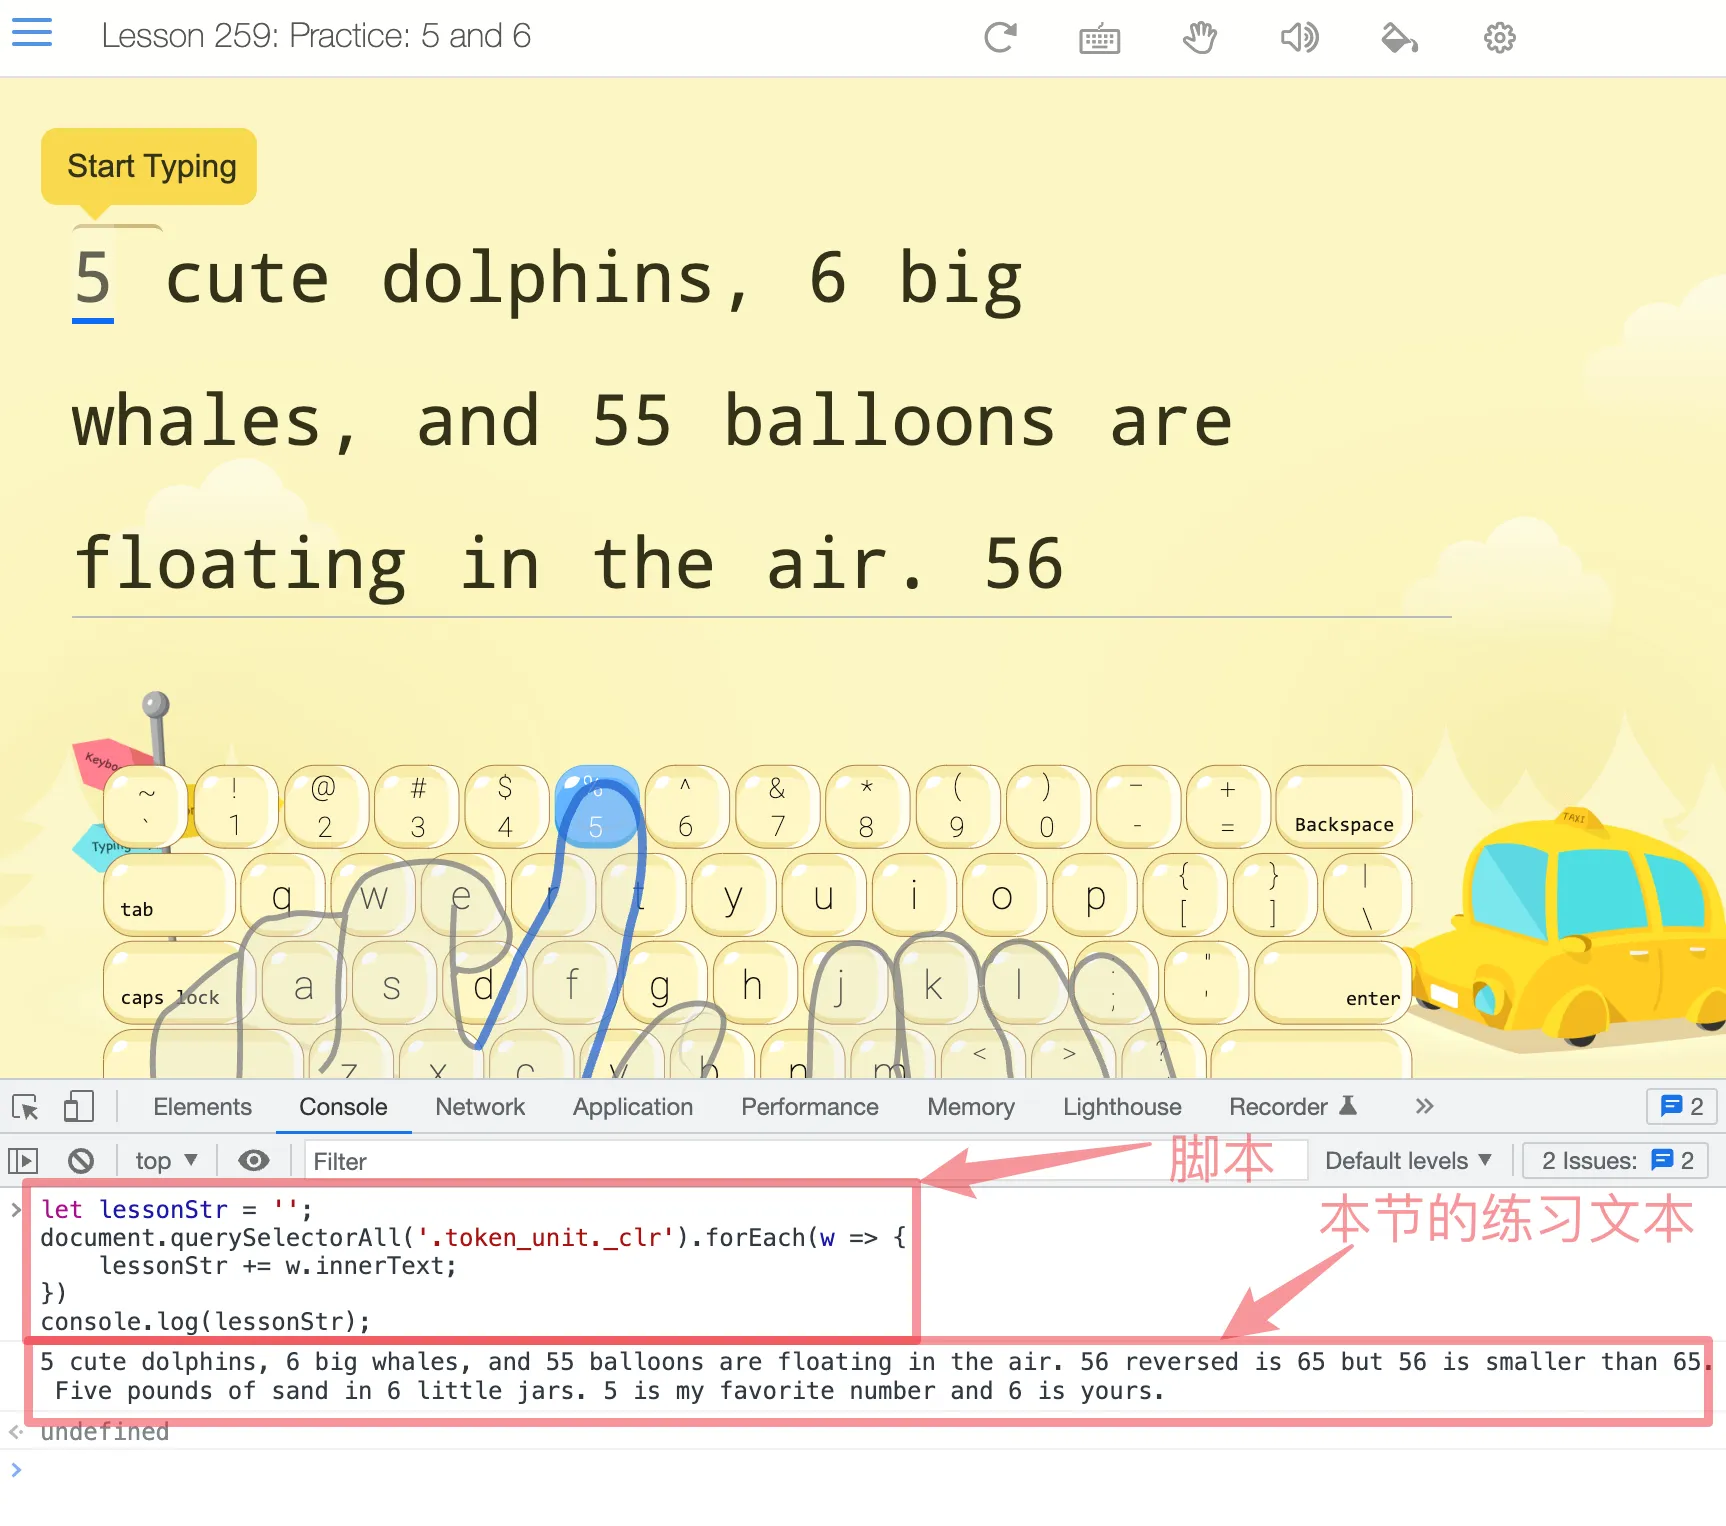 Lesson 259: Practice: 5 and 6
Start Typing
5 cute dolphins, 6 big
whales, and 55 balloons are
floating in the air. 56
Typing
TAXI
~ ! @ # $ % ^ & * ( ) _ +
` 1 2 3 4 5 6 7 8 9 0 - = Backspace
tab q w e r t y u i o p { [ } ] | \
caps lock a s d f g h j k l : ; " ' enter
z x c v b n m < > ?
Elements Console Network Application Performance Memory Lighthouse Recorder 2
top Filter Default levels 2 Issues: 2
脚本
本节的练习文本
let lessonStr = '';
document.querySelectorAll('.token_unit._clr').forEach(w => {
lessonStr += w.innerText;
})
console.log(lessonStr);
5 cute dolphins, 6 big whales, and 55 balloons are floating in the air. 56 reversed is 65 but 56 is smaller than 65.
Five pounds of sand in 6 little jars. 5 is my favorite number and 6 is yours.
undefined